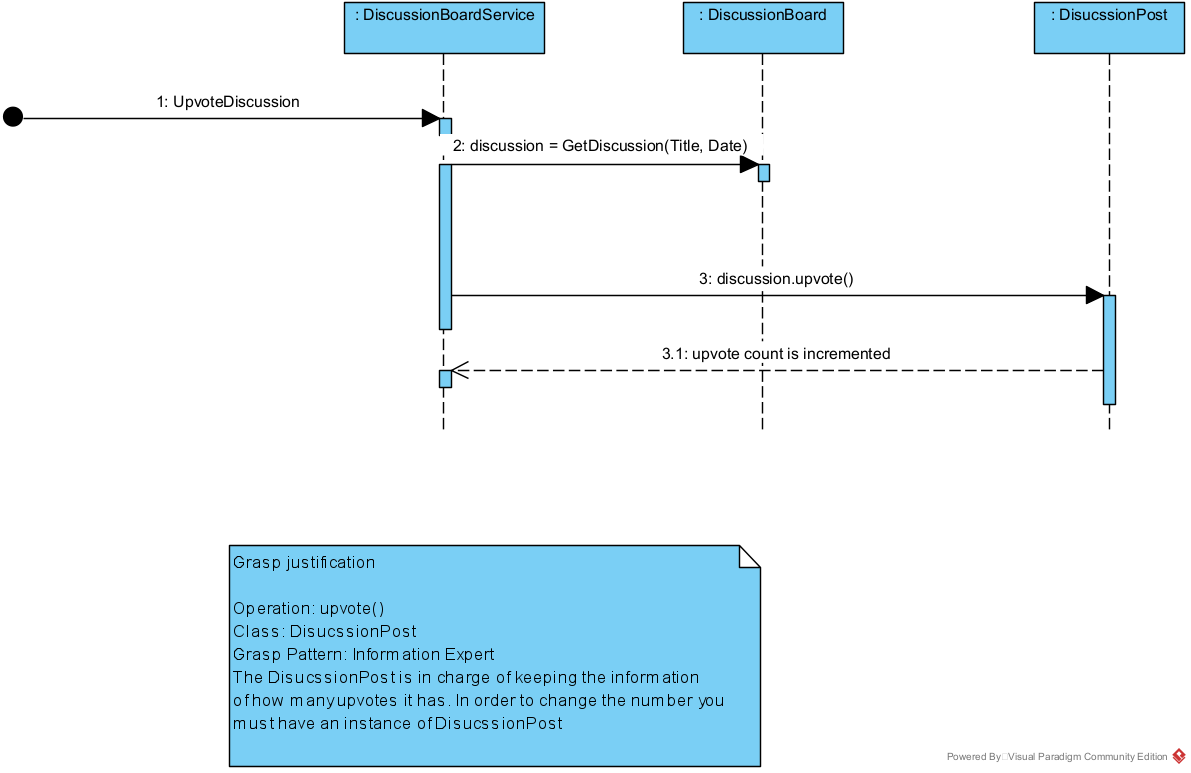 : DiscussionBoardService
: DiscussionBoard
: DisucssionPost
1: UpvoteDiscussion
2: discussion = GetDiscussion(Title, Date)
3: discussion.upvote()
3.1: upvote count is incremented
Grasp justification
Operation: upvote()
Class: DisucssionPost
Grasp Pattern: Information Expert
The DisucssionPost is in charge of keeping the information
of how many upvotes it has. In order to change the number you
must have an instance of DisucssionPost
Powered By Visual Paradigm Community Edition